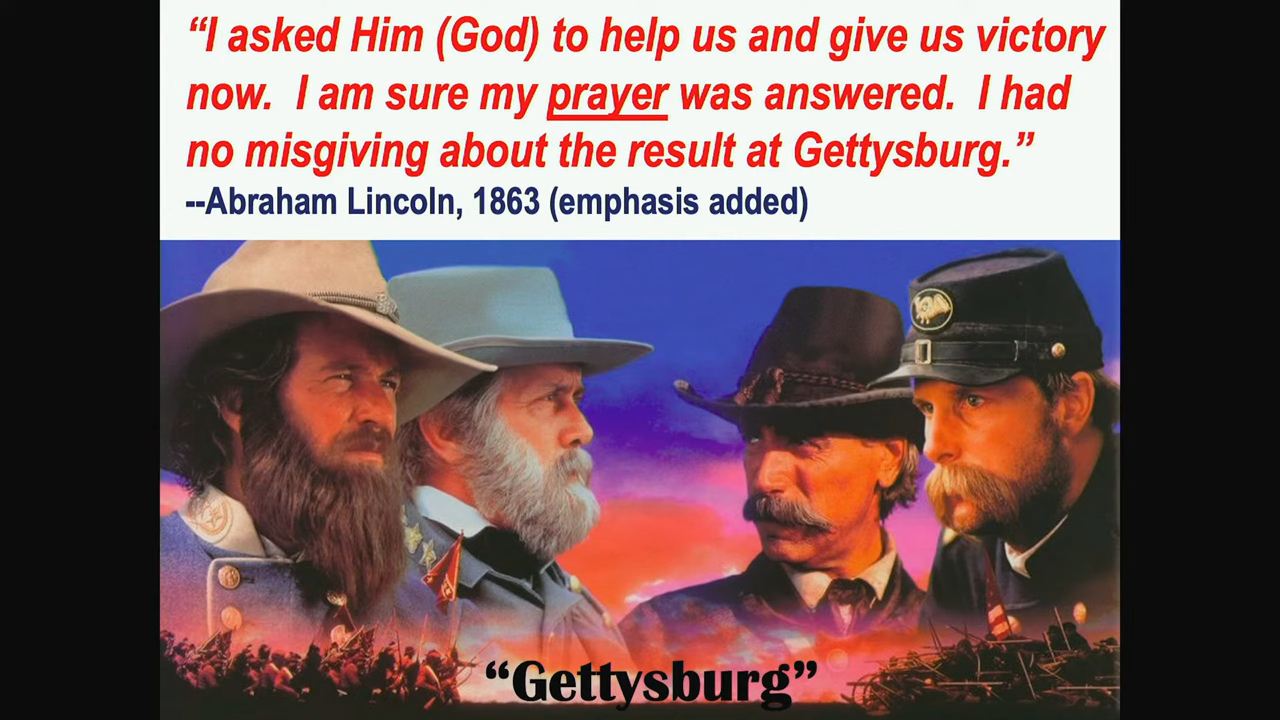 “I asked Him (God) to help us and give us victory
now.  I am sure my prayer was answered.  I had
no misgiving about the result at Gettysburg.”
--Abraham Lincoln, 1863 (emphasis added)
“Gettysburg”